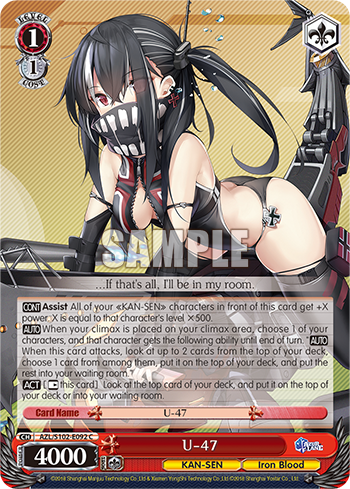 LEVEL
1
1
COST
SAMPLE
...If that's all, I'll be in my room.
CONT Assist All of your «KAN-SEN» characters in front of this card get +X
power. X is equal to that character's level ×500.
AUTO When your climax is placed on your climax area, choose 1 of your
characters, and that character gets the following ability until end of turn. "AUTO
When this card attacks, look at up to 2 cards from the top of your deck,
choose 1 card from among them, put it on the top of your deck, and put the
rest into your waiting room."
ACT [ this card] Look at the top card of your deck, and put it on the top of
your deck or into your waiting room.
Card Name
U-47
CH
AZL/S102-E092 C
U-47
POWER
4000
KAN-SEN
Iron Blood